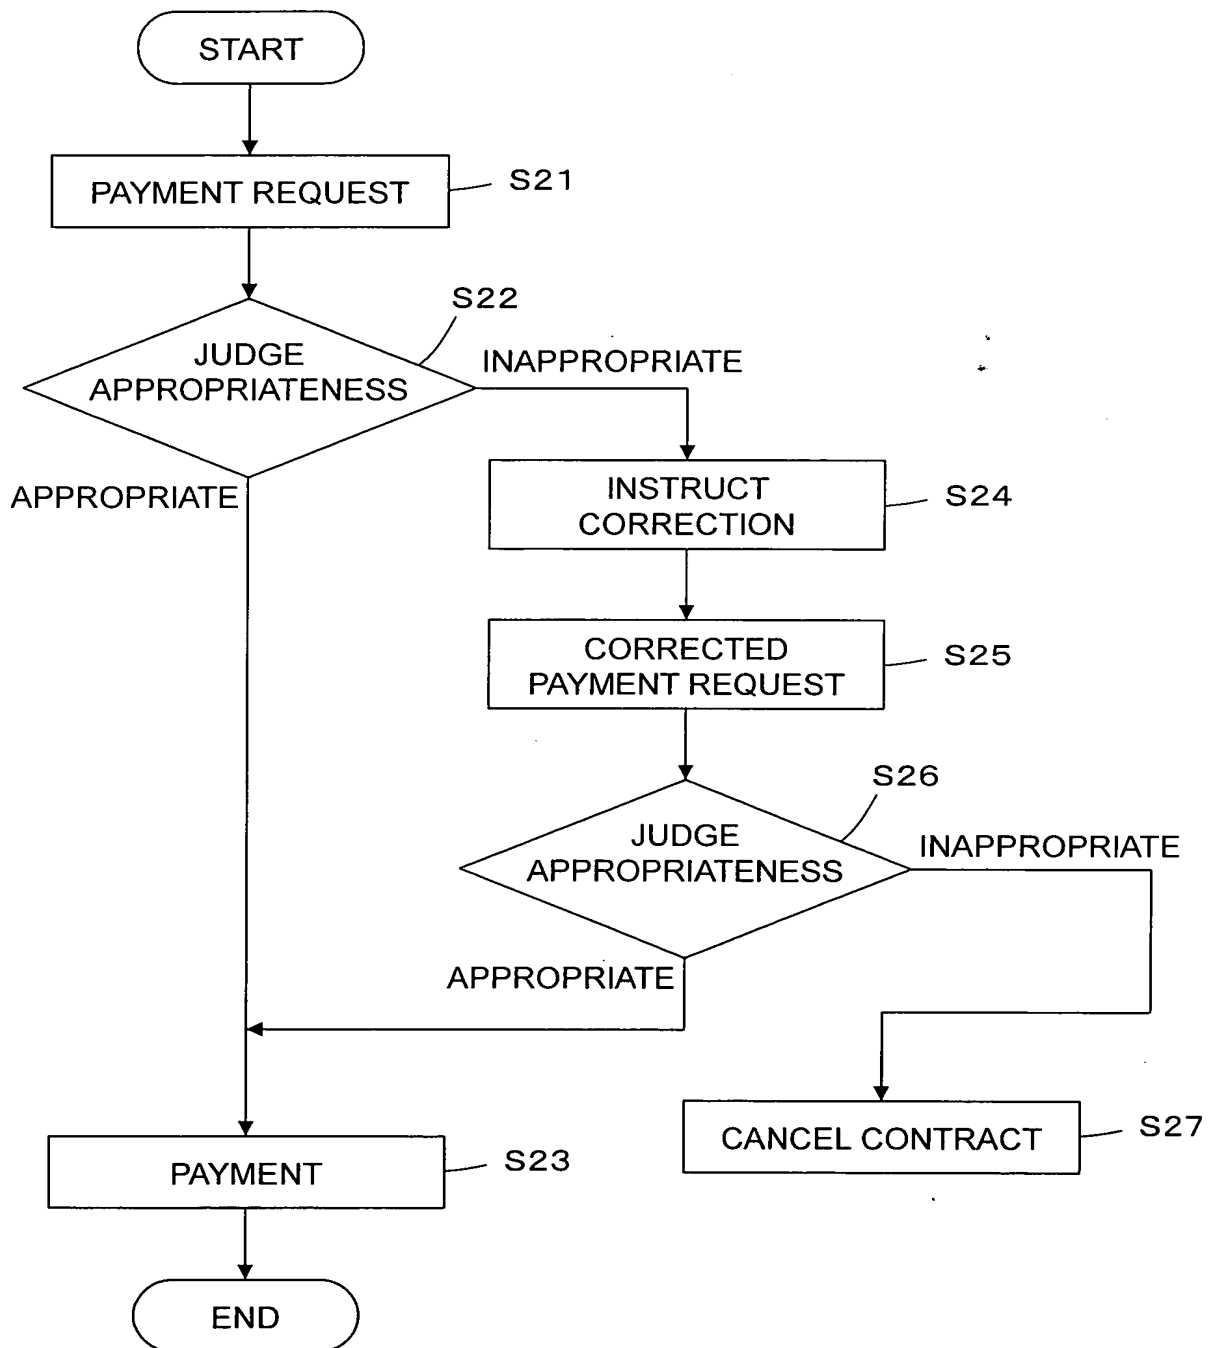 START
PAYMENT REQUEST
S21
S22
JUDGE
APPROPRIATENESS
INAPPROPRIATE
APPROPRIATE
INSTRUCT
CORRECTION
S24
CORRECTED
PAYMENT REQUEST
S25
S26
JUDGE
APPROPRIATENESS
INAPPROPRIATE
APPROPRIATE
CANCEL CONTRACT
S27
PAYMENT
S23
END